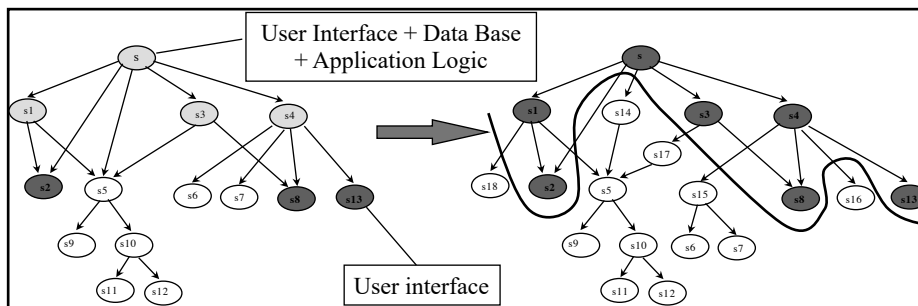 User Interface + Data Base
+ Application Logic
s
s1
s3
s4
s2
s5
s6
s7
s8
s13
s9
s10
s11
s12
User interface
s
s1
s14
s3
s4
s17
s18
s2
s5
s15
s8
s16
s13
s9
s10
s6
s7
s11
s12